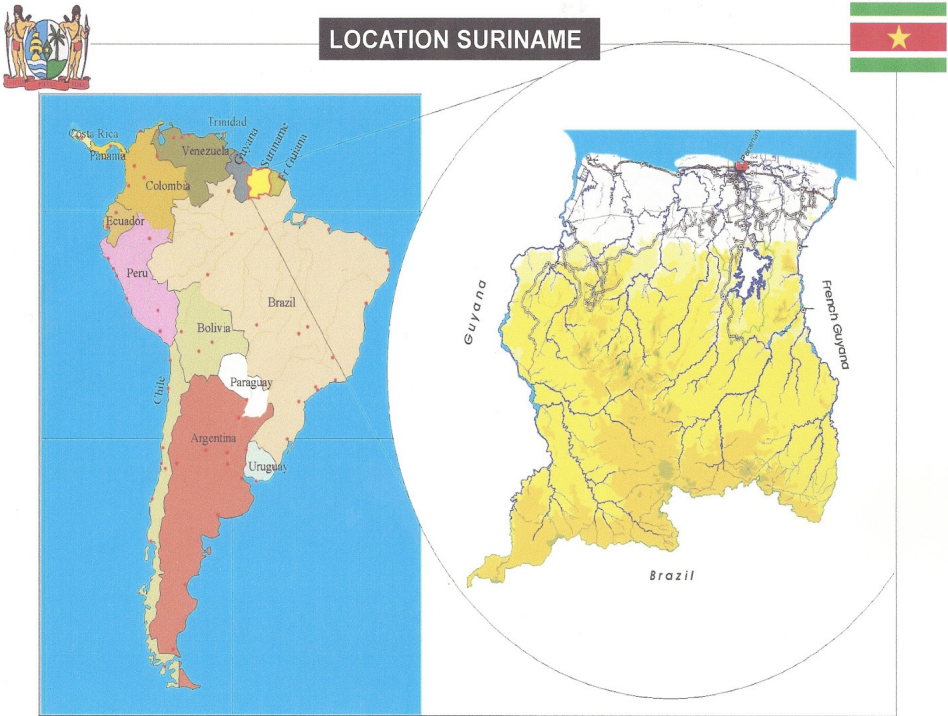 LOCATION SURINAME
Costa Rica
Panama
Trinidad
Venezuela
Guyana
Suriname
Fr Guiana
Colombia
Ecuador
Peru
Brazil
Bolivia
Paraguay
Chile
Argentina
Uruguay
Guyana
French Guyana
Brazil